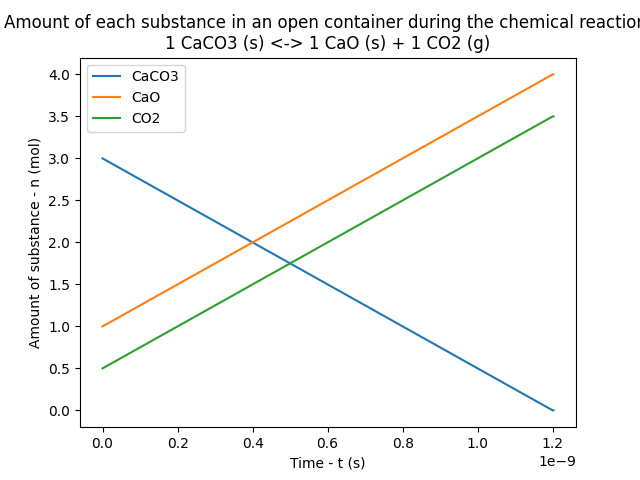 Amount of each substance in an open container during the chemical reaction
1 CaCO3 (s) <-> 1 CaO (s) + 1 CO2 (g)
CaCO3
CaO
CO2
4.0
3.5
3.0
2.5
2.0
1.5
1.0
0.5
0.0
Amount of substance - n (mol)
0.0 0.2 0.4 0.6 0.8 1.0 1.2
Time - t (s)
1e−9